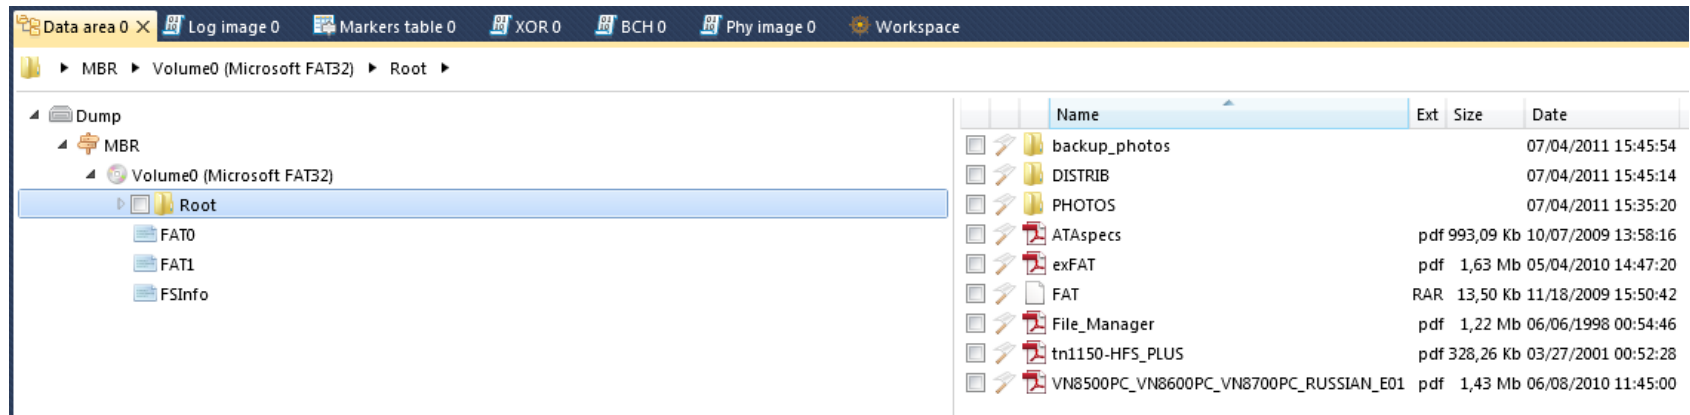 Data area 0 Log image 0 Markers table 0 XOR 0 BCH 0 Phy image 0 Workspace
MBR Volume0 (Microsoft FAT32) Root
Dump
MBR
Volume0 (Microsoft FAT32)
Root
FAT0
FAT1
FSInfo
Name Ext Size Date
backup_photos 07/04/2011 15:45:54
DISTRIB 07/04/2011 15:45:14
PHOTOS 07/04/2011 15:35:20
ATAspecs pdf 993,09 Kb 10/07/2009 13:58:16
exFAT pdf 1,63 Mb 05/04/2010 14:47:20
FAT RAR 13,50 Kb 11/18/2009 15:50:42
File_Manager pdf 1,22 Mb 06/06/1998 00:54:46
tn1150-HFS_PLUS pdf 328,26 Kb 03/27/2001 00:52:28
VN8500PC_VN8600PC_VN8700PC_RUSSIAN_E01 pdf 1,43 Mb 06/08/2010 11:45:00